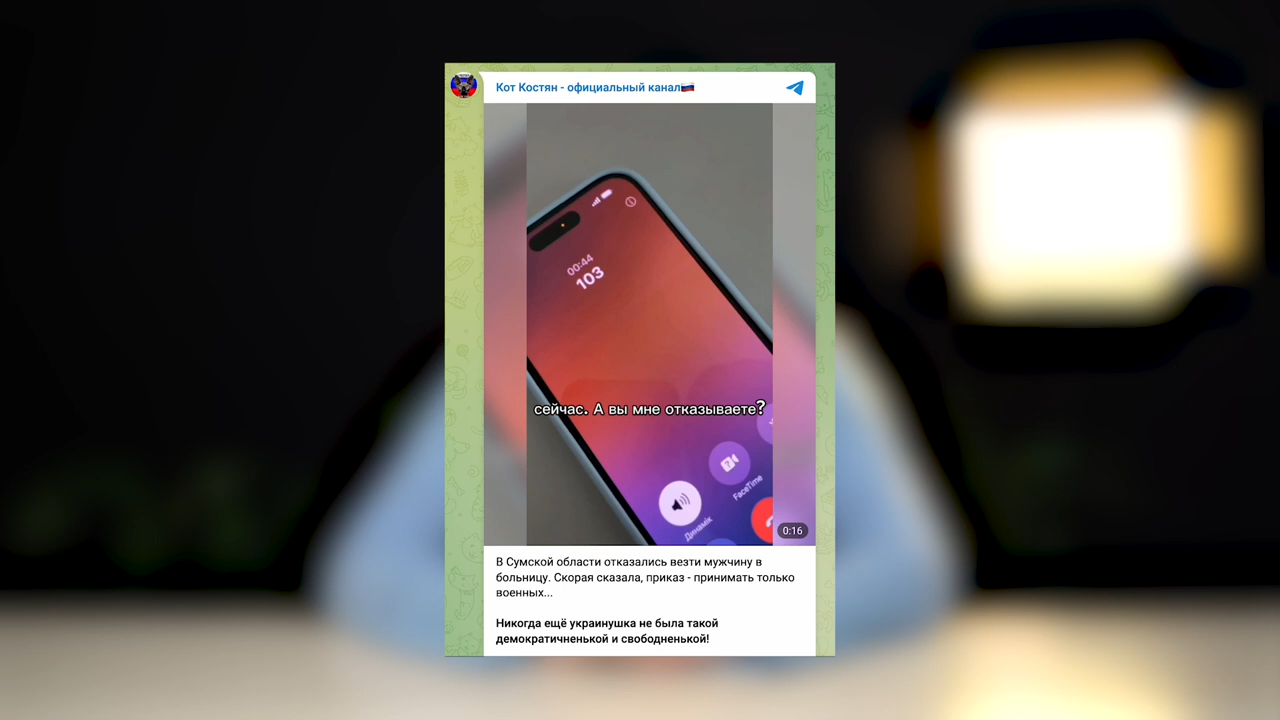 Кот Костян - официальный канал🇷🇺
00:44
103
сейчас. А вы мне отказываете?
FaceTime
Динамік
0:16
В Сумской области отказались везти мужчину в
больницу. Скорая сказала, приказ - принимать только
военных...
Никогда ещё украинушка не была такой
демократичненькой и свободненькой!